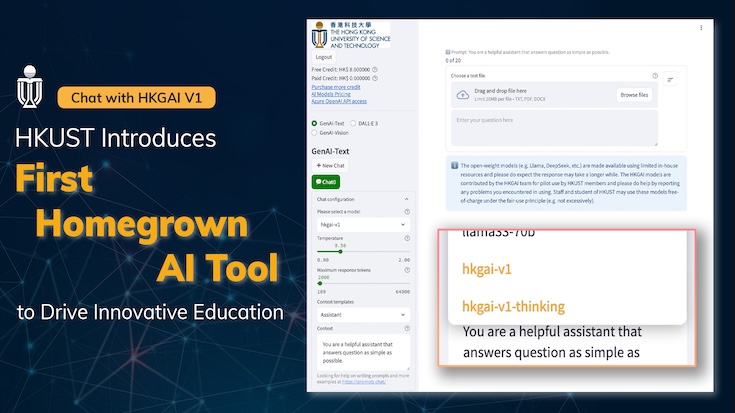 Chat with HKGAI V1
HKUST Introduces
First
Homegrown
AI Tool
to Drive Innovative Education
香港科技大學
THE HONG KONG
UNIVERSITY OF SCIENCE
AND TECHNOLOGY
Logout
Free Credit: HK$ 8.000000
Paid Credit: HK$ 0.000000
Purchase more credit
AI Models Pricing
Azure OpenAI API access
GenAI-Text
DALL·E 3
GenAI-Vision
GenAI-Text
+ New Chat
Chat0
Chat configuration
Please select a model
hkgai-v1
Temperature
0.50
0.00
2.00
Maximum response tokens
2000
100
64000
Context templates
Assistant
Context
You are a helpful assistant that
answers question as simple as
possible.
Looking for help on writing prompts and more
examples at https://prompts.chat/
Prompt: You are a helpful assistant that answers question as simple as possible.
0 of 20
Choose a text file
Drag and drop file here
Limit 20MB per file • TXT, PDF, DOCX
Browse files
Enter your question here
The open-weight models (e.g. Llama, DeepSeek, etc.) are made available using limited in-house
resources and please do expect the response may take a longer while. The HKGAI models are
contributed by the HKGAI team for pilot use by HKUST members and please do help by reporting
any problems you encountered in using. Staff and student of HKUST may use these models free-
of-charge under the fair-use principle (e.g. not excessively).
llama33-70b
hkgai-v1
hkgai-v1-thinking
You are a helpful assistant that
answers question as simple as